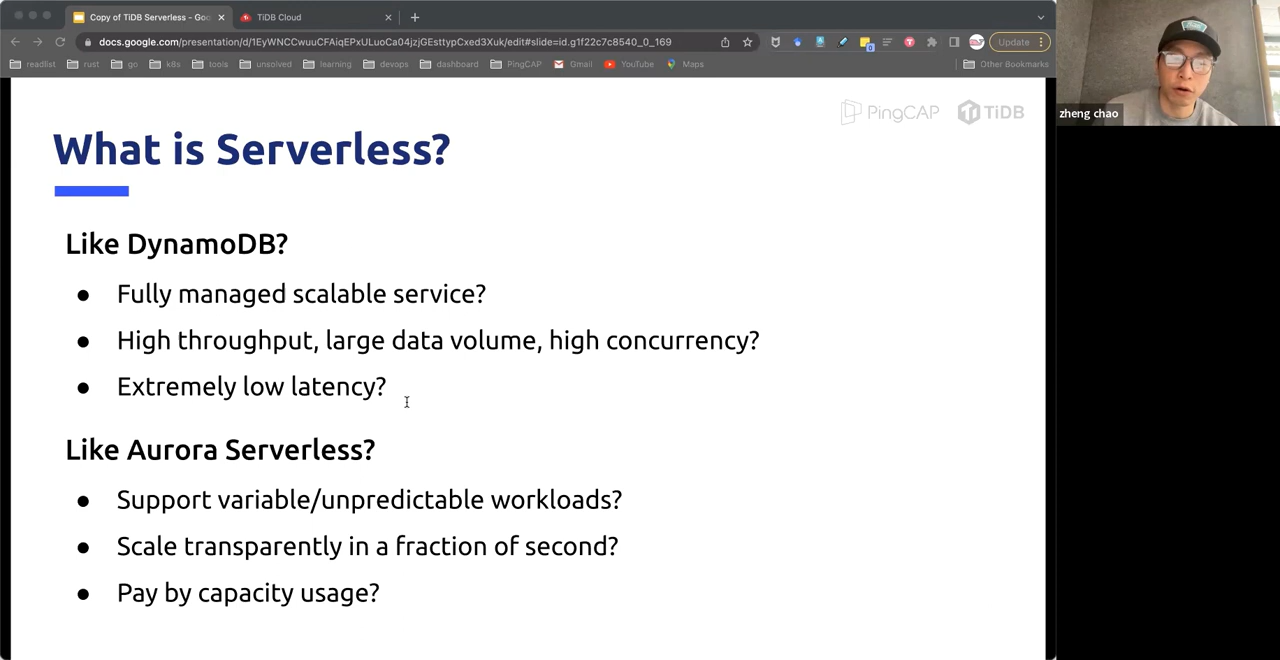 Copy of TiDB Serverless - Goo
TiDB Cloud
docs.google.com/presentation/d/1EyWNCCwuuCFAiqEPxULuoCa04jzjGEsttypCxed3Xuk/edit#slide=id.g1f22c7c8540_0_169
Update
readlist rust go k8s tools unsolved learning devops dashboard PingCAP Gmail YouTube Maps Other Bookmarks
PingCAP TiDB
zheng chao
What is Serverless?
Like DynamoDB?
● Fully managed scalable service?
● High throughput, large data volume, high concurrency?
● Extremely low latency?
Like Aurora Serverless?
● Support variable/unpredictable workloads?
● Scale transparently in a fraction of second?
● Pay by capacity usage?